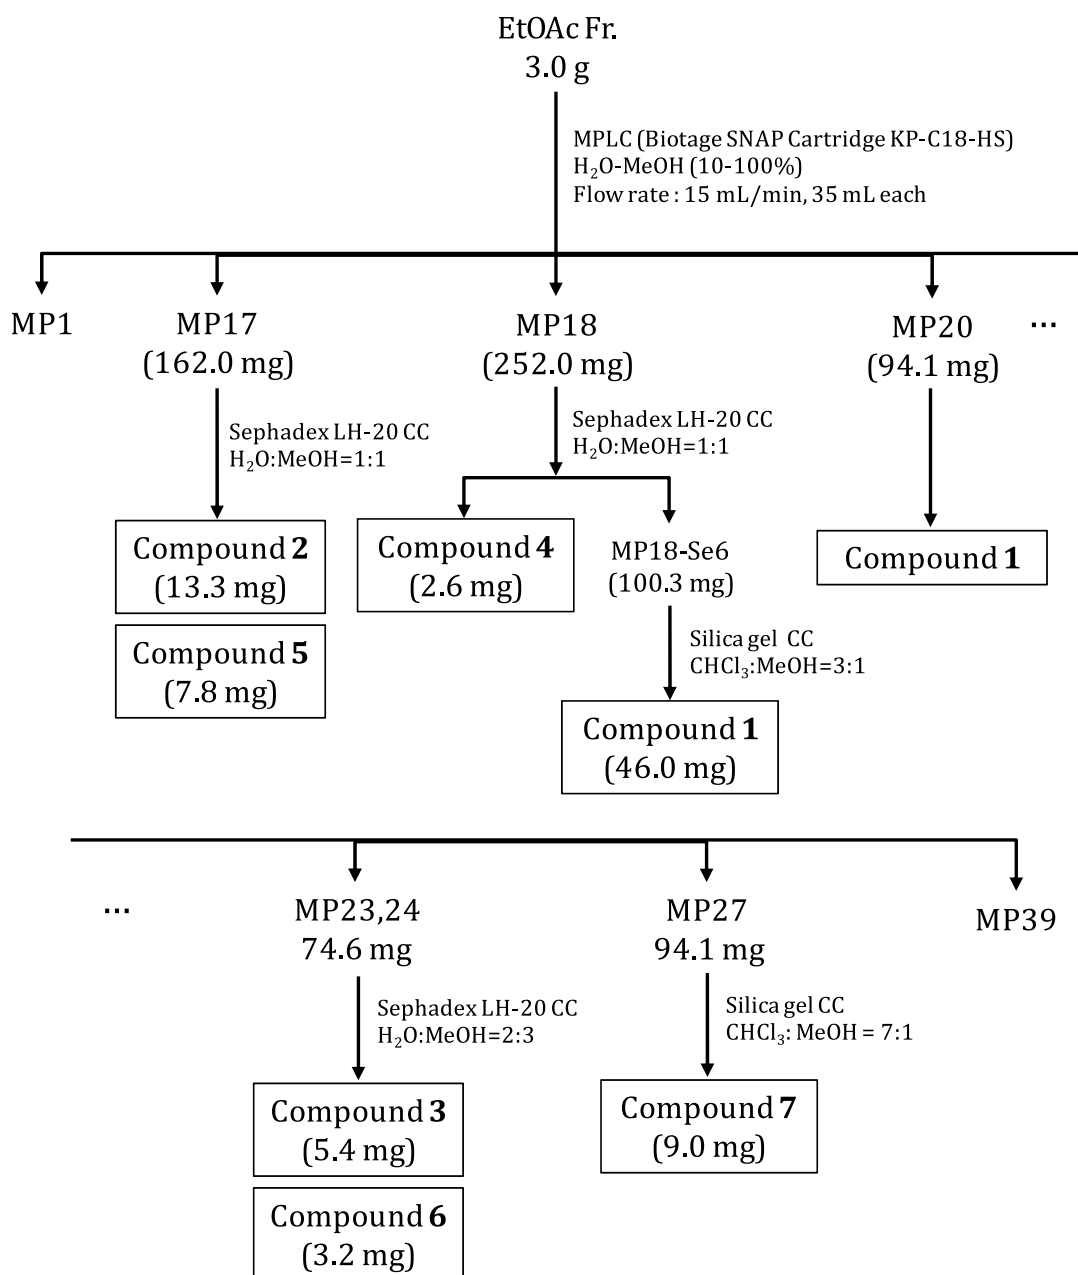 EtOAc Fr.
3.0 g
MPLC (Biotage SNAP Cartridge KP-C18-HS)
H₂O-MeOH (10-100%)
Flow rate : 15 mL/min, 35 mL each
MP1
MP17
(162.0 mg)
MP18
(252.0 mg)
MP20
(94.1 mg)
...
Sephadex LH-20 CC
H₂O:MeOH=1:1
Sephadex LH-20 CC
H₂O:MeOH=1:1
Compound 2
(13.3 mg)
Compound 5
(7.8 mg)
Compound 4
(2.6 mg)
MP18-Se6
(100.3 mg)
Silica gel CC
CHCl₃:MeOH=3:1
Compound 1
(46.0 mg)
Compound 1
...
MP23,24
74.6 mg
MP27
94.1 mg
MP39
Sephadex LH-20 CC
H₂O:MeOH=2:3
Silica gel CC
CHCl₃: MeOH = 7:1
Compound 3
(5.4 mg)
Compound 6
(3.2 mg)
Compound 7
(9.0 mg)